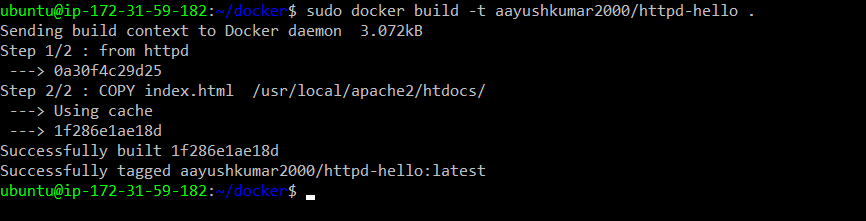 ubuntu@ip-172-31-59-182:~/docker$ sudo docker build -t aayushkumar2000/httpd-hello .
Sending build context to Docker daemon  3.072kB
Step 1/2 : from httpd
 ---> 0a30f4c29d25
Step 2/2 : COPY index.html  /usr/local/apache2/htdocs/
 ---> Using cache
 ---> 1f286e1ae18d
Successfully built 1f286e1ae18d
Successfully tagged aayushkumar2000/httpd-hello:latest
ubuntu@ip-172-31-59-182:~/docker$